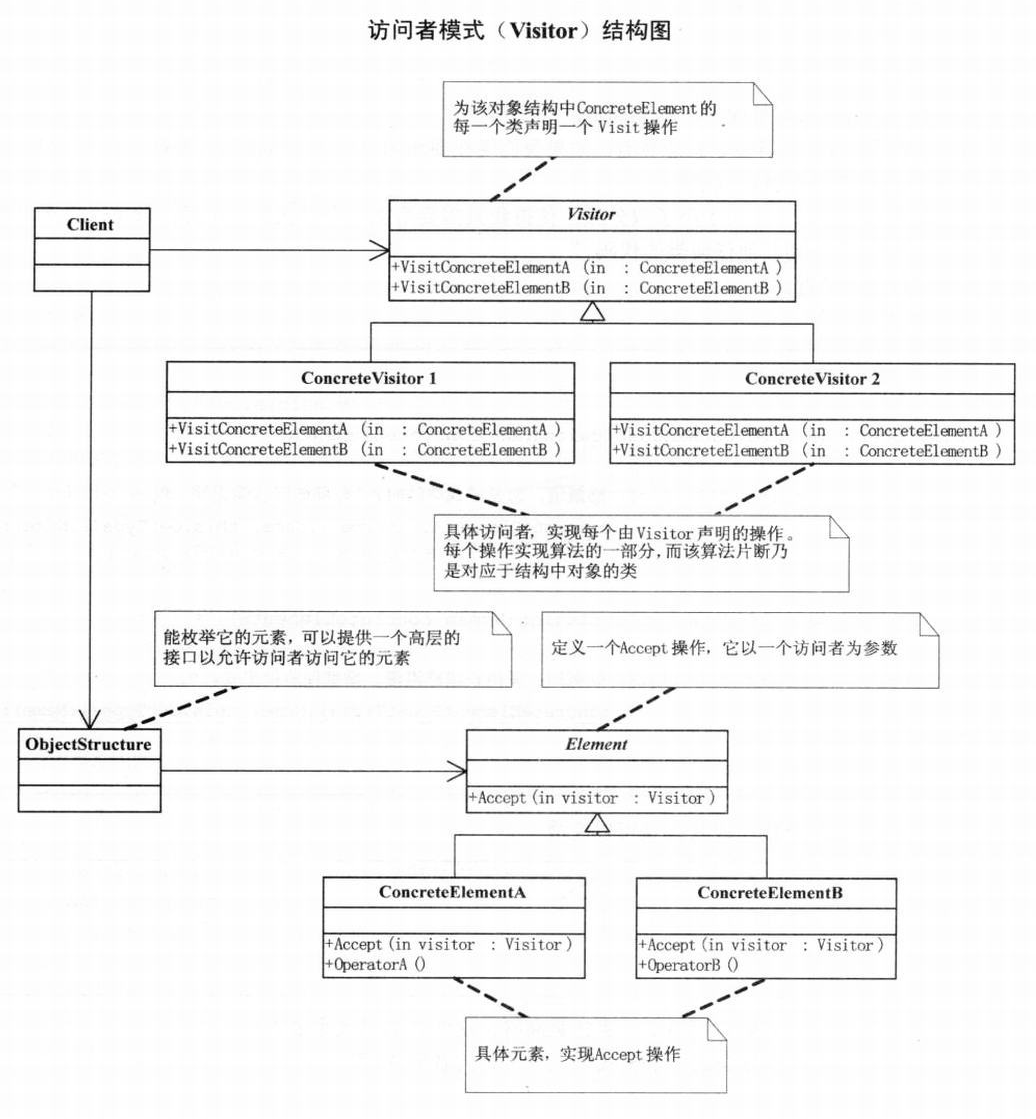 访问者模式（Visitor）结构图
为该对象结构中ConcreteElement的
每一个类声明一个 Visit 操作
Client
Visitor
+VisitConcreteElementA (in : ConcreteElementA )
+VisitConcreteElementB (in : ConcreteElementB )
ConcreteVisitor 1
+VisitConcreteElementA (in : ConcreteElementA )
+VisitConcreteElementB (in : ConcreteElementB )
ConcreteVisitor 2
+VisitConcreteElementA (in : ConcreteElementA )
+VisitConcreteElementB (in : ConcreteElementB )
具体访问者，实现每个由Visitor 声明的操作。
每个操作实现算法的一部分，而该算法片断乃
是对应于结构中对象的类
能枚举它的元素，可以提供一个高层的
接口以允许访问者访问它的元素
定义一个Accept 操作，它以一个访问者为参数
ObjectStructure
Element
+Accept (in visitor : Visitor )
ConcreteElementA
+Accept (in visitor : Visitor )
+OperatorA ()
ConcreteElementB
+Accept (in visitor : Visitor )
+OperatorB ()
具体元素，实现Accept 操作